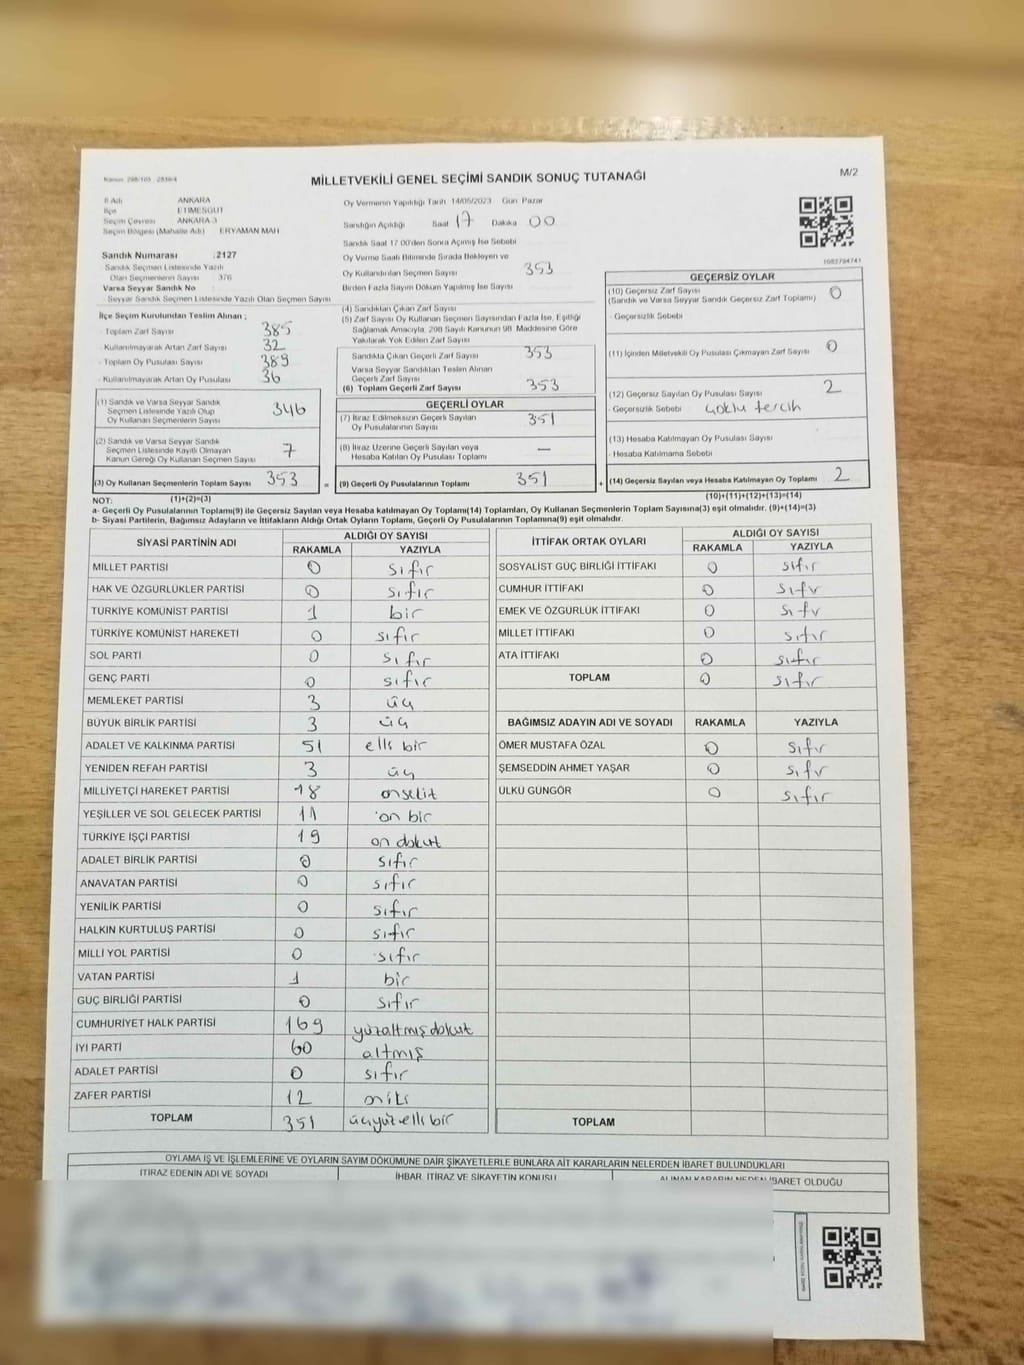 Kanun 298/105
MİLLETVEKİLİ GENEL SEÇİMİ SANDIK SONUÇ TUTANAĞI
M/2
İl Adı ANKARA
İlçe ETİMESGUT
Seçim Çevresi ANKARA 3
Seçim Bölgesi (Mahalle Adı) ERYAMAN MAH
Sandık Numarası :2127
Sandık Seçmen Listesinde Yazılı
Olan Seçmenlerin Sayısı : 376
Varsa Seyyar Sandık No :
Seyyar Sandık Seçmen Listesinde Yazılı Olan Seçmen Sayısı
İlçe Seçim Kurulundan Teslim Alınan ;
- Toplam Zarf Sayısı 385
- Kullanılmayarak Artan Zarf Sayısı 32
- Toplam Oy Pusulası Sayısı 389
- Kullanılmayarak Artan Oy Pusulası 36
(1) Sandık ve Varsa Seyyar Sandık
Seçmen Listesinde Yazılı Olup
Oy Kullanan Seçmenlerin Sayısı 346
(2) Sandık ve Varsa Seyyar Sandık
Seçmen Listesinde Kayıtlı Olmayan
Kanun Gereği Oy Kullanan Seçmen Sayısı 7
(3) Oy Kullanan Seçmenlerin Toplam Sayısı 353 =
Oy Vermenin Yapıldığı Tarih 14/05/2023 Gün Pazar
Sandığın Açıldığı Saat 17 Dakika 00
Sandık Saat 17 00'den Sonra Açılmış İse Sebebi
Oy Verme Saati Bitiminde Sırada Bekleyen ve
Oy Kullandırılan Seçmen Sayısı 353
Birden Fazla Sayım Döküm Yapılmış İse Sayısı
(4) Sandıktan Çıkan Zarf Sayısı
(5) Zarf Sayısı Oy Kullanan Seçmen Sayısından Fazla İse, Eşitliği
Sağlamak Amacıyla, 298 Sayılı Kanunun 98. Maddesine Göre
Yakılarak Yok Edilen Zarf Sayısı
Sandıkta Çıkan Geçerli Zarf Sayısı 353
Varsa Seyyar Sandıktan Teslim Alınan
Geçerli Zarf Sayısı
(6) Toplam Geçerli Zarf Sayısı 353
GEÇERLİ OYLAR
(7) İtiraz Edilmeksizin Geçerli Sayılan
Oy Pusulalarının Sayısı 351
(8) İtiraz Üzerine Geçerli Sayılan veya
Hesaba Katılan Oy Pusulası Toplamı —
(9) Geçerli Oy Pusulalarının Toplamı 351 +
1083794741
GEÇERSİZ OYLAR
(10) Geçersiz Zarf Sayısı 0
(Sandık ve Varsa Seyyar Sandık Geçersiz Zarf Toplamı)
- Geçersizlik Sebebi
(11) İçinden Milletvekili Oy Pusulası Çıkmayan Zarf Sayısı 0
(12) Geçersiz Sayılan Oy Pusulası Sayısı 2
- Geçersizlik Sebebi çoklu tercih
(13) Hesaba Katılmayan Oy Pusulası Sayısı
- Hesaba Katılmama Sebebi
(14) Geçersiz Sayılan veya Hesaba Katılmayan Oy Toplamı 2
NOT: (1)+(2)=(3) (10)+(11)+(12)+(13)=(14)
a- Geçerli Oy Pusulalarının Toplamı(9) ile Geçersiz Sayılan veya Hesaba katılmayan Oy Toplamı(14) Toplamları, Oy Kullanan Seçmenlerin Toplam Sayısına(3) eşit olmalıdır. (9)+(14)=(3)
b- Siyasi Partilerin, Bağımsız Adayların ve İttifakların Aldığı Ortak Oyların Toplamı, Geçerli Oy Pusulalarının Toplamına(9) eşit olmalıdır.
SİYASİ PARTİNİN ADI ALDIĞI OY SAYISI
RAKAMLA YAZIYLA
MİLLET PARTİSİ 0 sıfır
HAK VE ÖZGÜRLÜKLER PARTİSİ 0 sıfır
TÜRKİYE KOMÜNİST PARTİSİ 1 bir
TÜRKİYE KOMÜNİST HAREKETİ 0 sıfır
SOL PARTİ 0 sıfır
GENÇ PARTİ 0 sıfır
MEMLEKET PARTİSİ 3 üç
BÜYÜK BİRLİK PARTİSİ 3 üç
ADALET VE KALKINMA PARTİSİ 51 elli bir
YENİDEN REFAH PARTİSİ 3 üç
MİLLİYETÇİ HAREKET PARTİSİ 18 onsekiz
YEŞİLLER VE SOL GELECEK PARTİSİ 11 on bir
TÜRKİYE İŞÇİ PARTİSİ 19 on dokuz
ADALET BİRLİK PARTİSİ 0 sıfır
ANAVATAN PARTİSİ 0 sıfır
YENİLİK PARTİSİ 0 sıfır
HALKIN KURTULUŞ PARTİSİ 0 sıfır
MİLLİ YOL PARTİSİ 0 sıfır
VATAN PARTİSİ 1 bir
GÜÇ BİRLİĞİ PARTİSİ 0 sıfır
CUMHURİYET HALK PARTİSİ 169 yüzaltmışdokuz
İYİ PARTİ 60 altmış
ADALET PARTİSİ 0 sıfır
ZAFER PARTİSİ 12 oniki
TOPLAM 351 üçyüzelli bir
İTTİFAK ORTAK OYLARI ALDIĞI OY SAYISI
RAKAMLA YAZIYLA
SOSYALİST GÜÇ BİRLİĞİ İTTİFAKI 0 sıfır
CUMHUR İTTİFAKI 0 sıfır
EMEK VE ÖZGÜRLÜK İTTİFAKI 0 sıfır
MİLLET İTTİFAKI 0 sıfır
ATA İTTİFAKI 0 sıfır
TOPLAM 0 sıfır
BAĞIMSIZ ADAYIN ADI VE SOYADI RAKAMLA YAZIYLA
ÖMER MUSTAFA ÖZAL 0 sıfır
ŞEMSEDDİN AHMET YAŞAR 0 sıfır
ÜLKÜ GÜNGÖR 0 sıfır
TOPLAM
OYLAMA İŞ VE İŞLEMLERİNE VE OYLARIN SAYIM DÖKÜMÜNE DAİR ŞİKAYETLERLE BUNLARA AİT KARARLARIN NELERDEN İBARET BULUNDUKLARI
İTİRAZ EDENİN ADI VE SOYADI İHBAR, İTİRAZ VE ŞİKAYETİN KONUSU ALINAN KARARIN NEDEN İBARET OLDUĞU